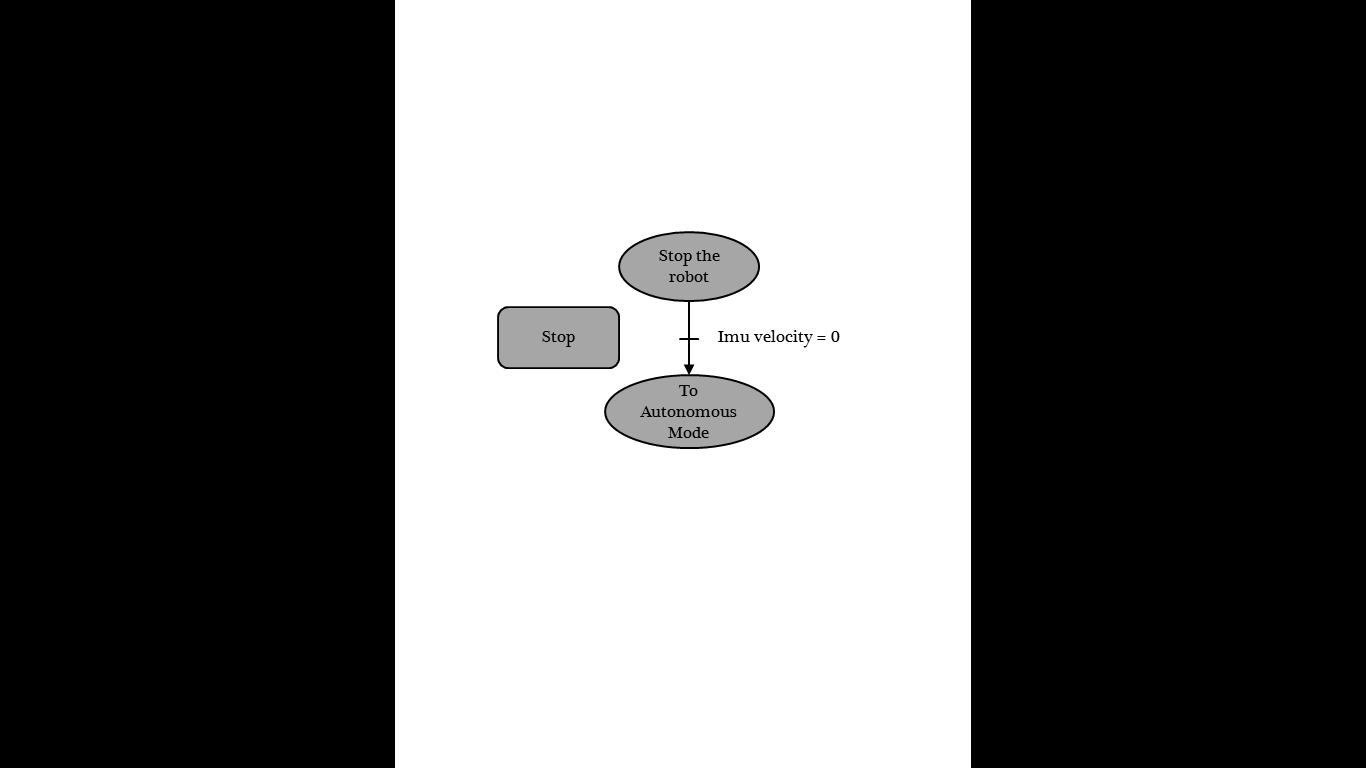 Stop the
robot
Stop
Imu velocity = 0
To
Autonomous
Mode